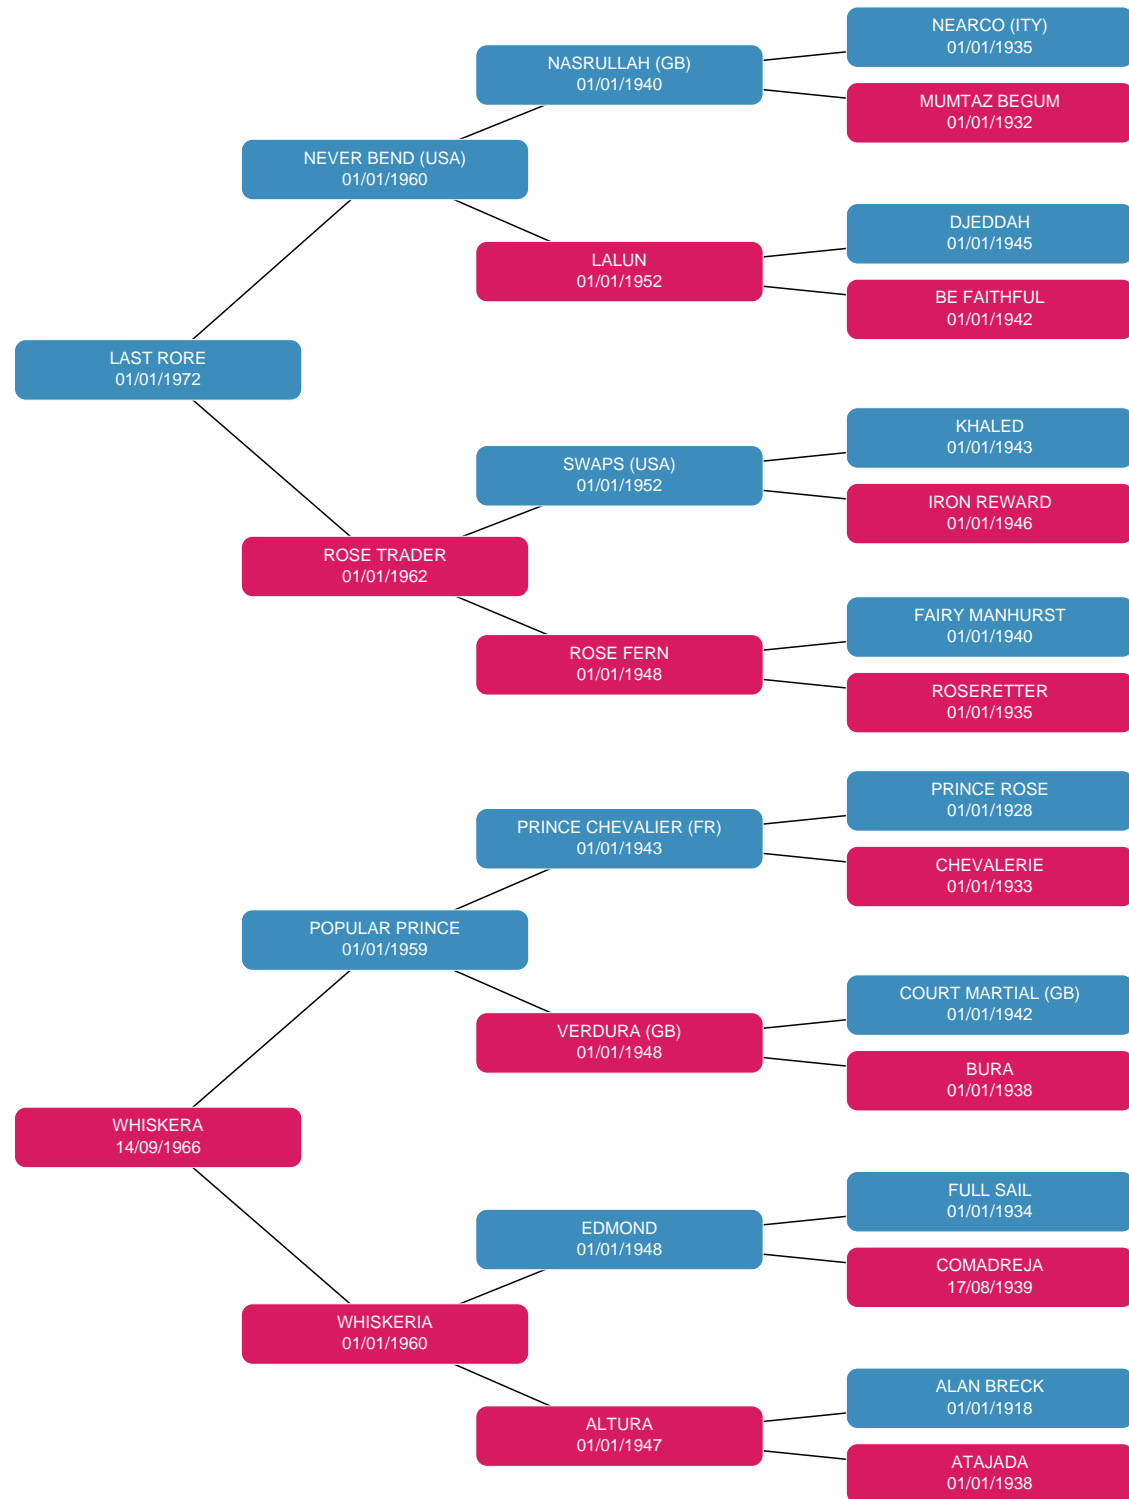 NEARCO (ITY)
01/01/1935
NASRULLAH (GB)
01/01/1940
MUMTAZ BEGUM
01/01/1932
NEVER BEND (USA)
01/01/1960
DJEDDAH
01/01/1945
LALUN
01/01/1952
BE FAITHFUL
01/01/1942
LAST RORE
01/01/1972
KHALED
01/01/1943
SWAPS (USA)
01/01/1952
IRON REWARD
01/01/1946
ROSE TRADER
01/01/1962
FAIRY MANHURST
01/01/1940
ROSE FERN
01/01/1948
ROSERETTER
01/01/1935
PRINCE ROSE
01/01/1928
PRINCE CHEVALIER (FR)
01/01/1943
CHEVALERIE
01/01/1933
POPULAR PRINCE
01/01/1959
COURT MARTIAL (GB)
01/01/1942
VERDURA (GB)
01/01/1948
BURA
01/01/1938
WHISKERA
14/09/1966
FULL SAIL
01/01/1934
EDMOND
01/01/1948
COMADREJA
17/08/1939
WHISKERIA
01/01/1960
ALAN BRECK
01/01/1918
ALTURA
01/01/1947
ATAJADA
01/01/1938